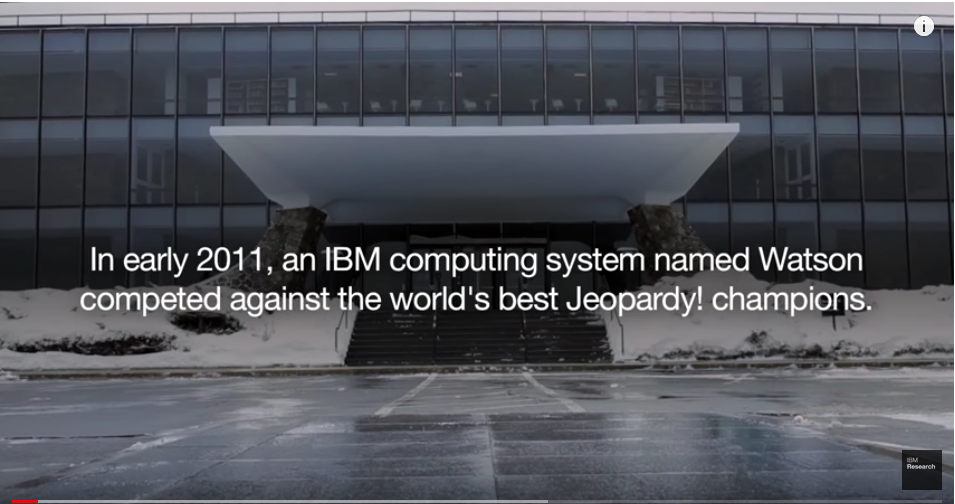 In early 2011, an IBM computing system named Watson
competed against the world's best Jeopardy! champions.
IBM
Research